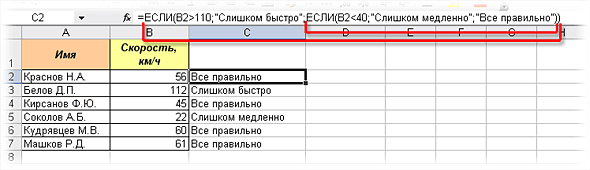 C2 fx =ЕСЛИ(B2>110;"Слишком быстро";ЕСЛИ(B2<40;"Слишком медленно";"Все правильно"))
A B C D E F G H
1 Имя Скорость, км/ч
2 Краснов Н.А. 56 Все правильно
3 Белов Д.П. 112 Слишком быстро
4 Кирсанов Ф.Ю. 45 Все правильно
5 Соколов А.Б. 22 Слишком медленно
6 Кудрявцев М.В. 60 Все правильно
7 Машков Р.Д. 61 Все правильно
8